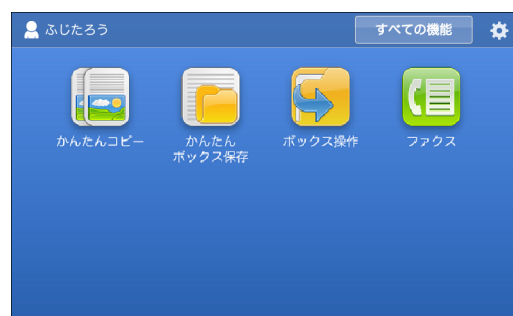 ふじたろう
すべての機能
かんたんコピー
かんたん
ボックス保存
ボックス操作
ファクス